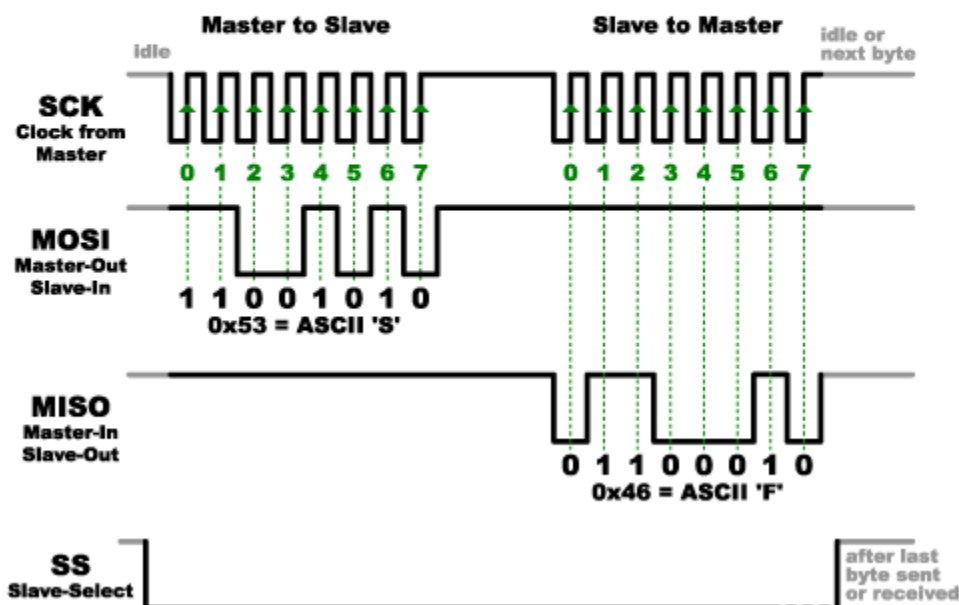 Master to Slave
Slave to Master
idle
idle or
next byte
SCK
Clock from
Master
0 1 2 3 4 5 6 7
0 1 2 3 4 5 6 7
MOSI
Master-Out
Slave-In
1 1 0 0 1 0 1 0
0x53 = ASCII 'S'
MISO
Master-In
Slave-Out
0 1 1 0 0 0 1 0
0x46 = ASCII 'F'
SS
Slave-Select
after last
byte sent
or received